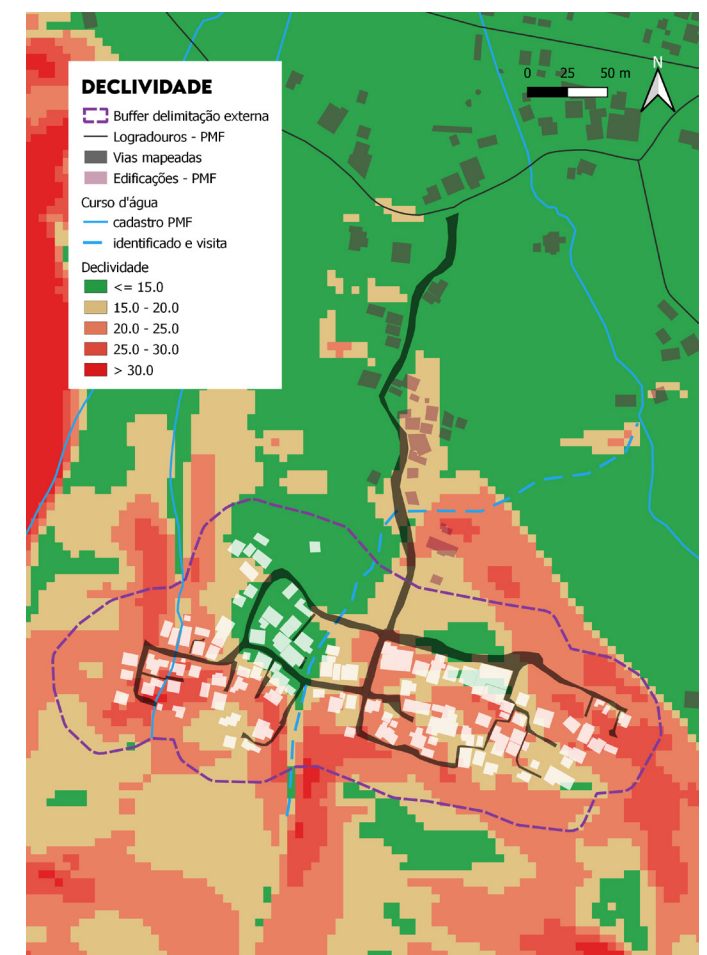 DECLIVIDADE
Buffer delimitação externa
Logradouros - PMF
Vias mapeadas
Edificações - PMF
Curso d'água
cadastro PMF
identificado e visita
Declividade
<= 15.0
15.0 - 20.0
20.0 - 25.0
25.0 - 30.0
> 30.0
0 25 50 m
N